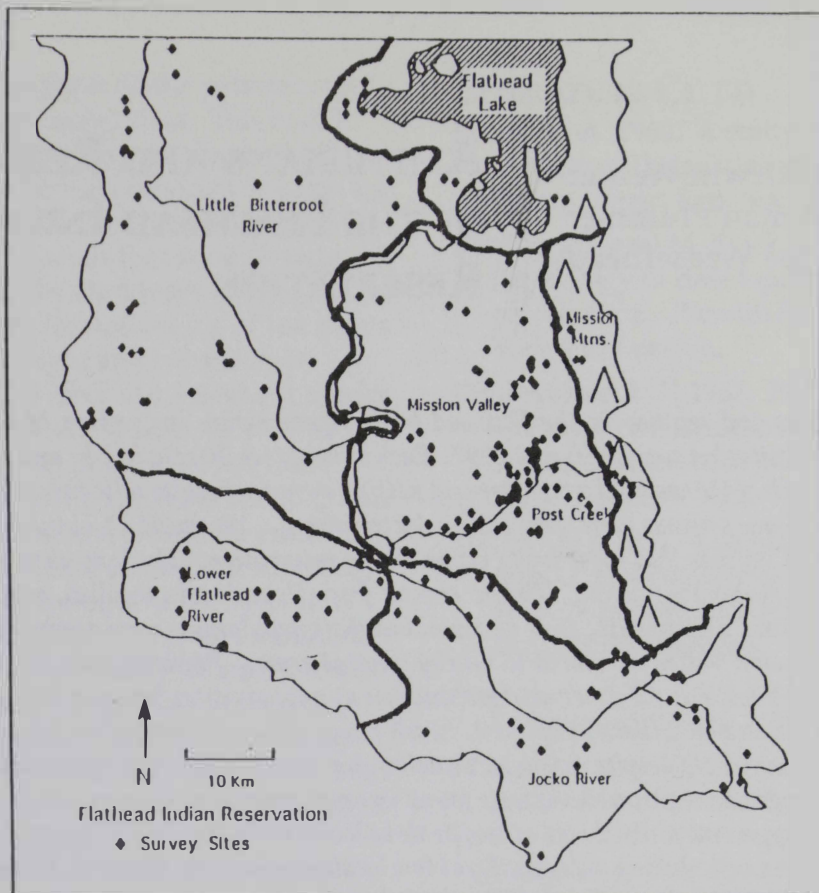 Flathead
Lake
Little Bitterroot
River
Mission
Mtns.
Mission Valley
Post Creek
Lower
Flathead
River
N
10 Km
Jocko River
Flathead Indian Reservation
Survey Sites